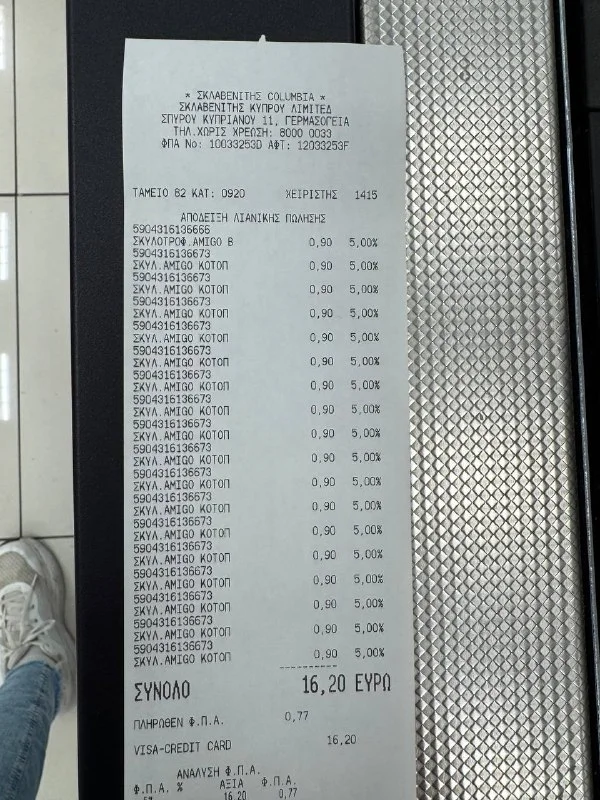 * ΣΚΛΑΒΕΝΙΤΗΣ COLUMBIA *
ΣΚΛΑΒΕΝΙΤΗΣ ΚΥΠΡΟΥ ΛΙΜΙΤΕΔ
ΣΠΥΡΟΥ ΚΥΠΡΙΑΝΟΥ 11, ΓΕΡΜΑΣΟΓΕΙΑ
ΤΗΛ.ΧΩΡΙΣ ΧΡΕΩΣΗ: 8000 0033
ΦΠΑ Νο: 10033253D ΑΦΤ: 12033253F
ΤΑΜΕΙΟ 62 ΚΑΤ: 0920 ΧΕΙΡΙΣΤΗΣ 1415
ΑΠΟΔΕΙΞΗ ΛΙΑΝΙΚΗΣ ΠΩΛΗΣΗΣ
5904316136666
ΣΚΥΛΟΤΡΟΦ.AMIGO Β 0,90 5,00%
5904316136673
ΣΚΥΛ.AMIGO ΚΟΤΟΠ 0,90 5,00%
5904316136673
ΣΚΥΛ.AMIGO ΚΟΤΟΠ 0,90 5,00%
5904316136673
ΣΚΥΛ.AMIGO ΚΟΤΟΠ 0,90 5,00%
5904316136673
ΣΚΥΛ.AMIGO ΚΟΤΟΠ 0,90 5,00%
5904316136673
ΣΚΥΛ.AMIGO ΚΟΤΟΠ 0,90 5,00%
5904316136673
ΣΚΥΛ.AMIGO ΚΟΤΟΠ 0,90 5,00%
5904316136673
ΣΚΥΛ.AMIGO ΚΟΤΟΠ 0,90 5,00%
5904316136673
ΣΚΥΛ.AMIGO ΚΟΤΟΠ 0,90 5,00%
5904316136673
ΣΚΥΛ.AMIGO ΚΟΤΟΠ 0,90 5,00%
5904316136673
ΣΚΥΛ.AMIGO ΚΟΤΟΠ 0,90 5,00%
5904316136673
ΣΚΥΛ.AMIGO ΚΟΤΟΠ 0,90 5,00%
5904316136673
ΣΚΥΛ.AMIGO ΚΟΤΟΠ 0,90 5,00%
5904316136673
ΣΚΥΛ.AMIGO ΚΟΤΟΠ 0,90 5,00%
5904316136673
ΣΚΥΛ.AMIGO ΚΟΤΟΠ 0,90 5,00%
5904316136673
ΣΚΥΛ.AMIGO ΚΟΤΟΠ 0,90 5,00%
5904316136673
ΣΚΥΛ.AMIGO ΚΟΤΟΠ 0,90 5,00%
5904316136673
ΣΚΥΛ.AMIGO ΚΟΤΟΠ 0,90 5,00%
ΣΥΝΟΛΟ 16,20 ΕΥΡΩ
ΠΛΗΡΩΘΕΝ Φ.Π.Α. 0,77
VISA-CREDIT CARD 16,20
ΑΝΑΛΥΣΗ Φ.Π.Α.
Φ.Π.Α. % ΑΞΙΑ Φ.Π.Α.
16,20 0,77